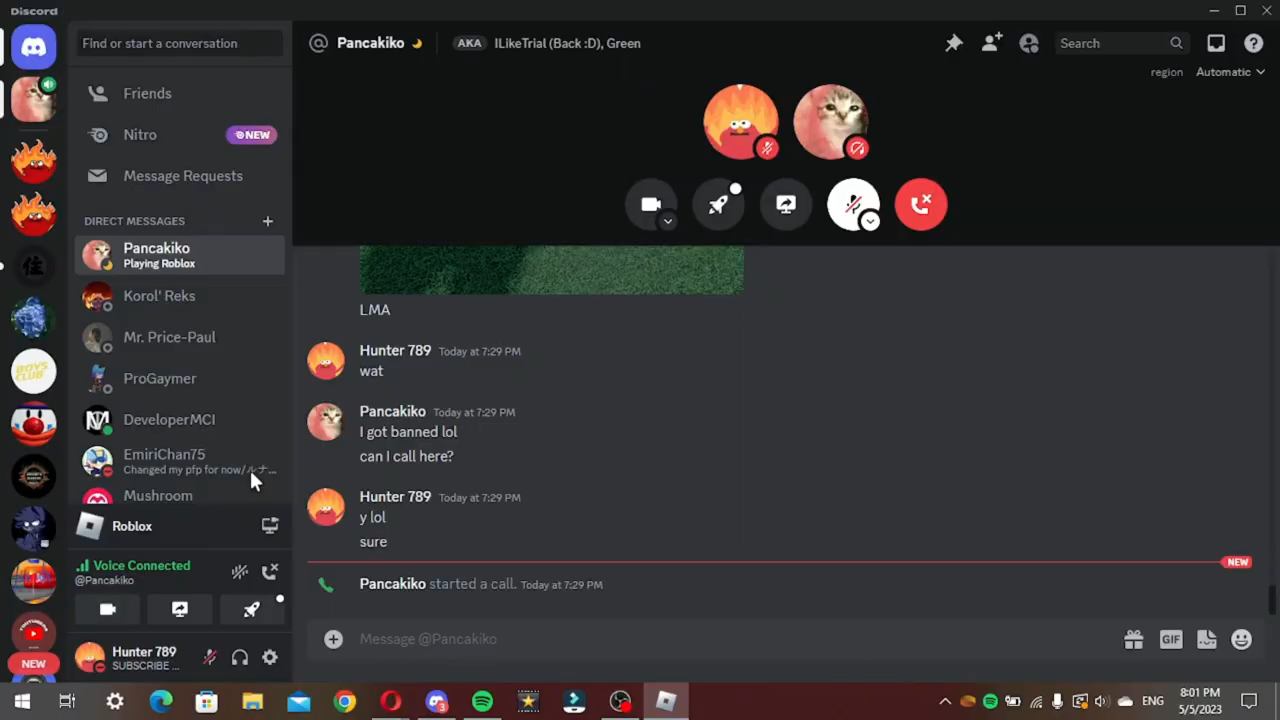 Discord
Find or start a conversation
Pancakiko
AKA ILikeTrial (Back :D), Green
Search
region Automatic
Friends
Nitro
NEW
Message Requests
DIRECT MESSAGES
Pancakiko
Playing Roblox
Korol' Reks
Mr. Price-Paul
ProGaymer
DeveloperMCI
EmiriChan75
Changed my pfp for now/ルナ...
Mushroom
Roblox
Voice Connected
@Pancakiko
Hunter 789
SUBSCRIBE ...
NEW
BOYS
CLUB
住
LMA
Hunter 789 Today at 7:29 PM
wat
Pancakiko Today at 7:29 PM
I got banned lol
can I call here?
Hunter 789 Today at 7:29 PM
y lol
sure
NEW
Pancakiko started a call. Today at 7:29 PM
Message @Pancakiko
GIF
3
ENG
8:01 PM
5/5/2023